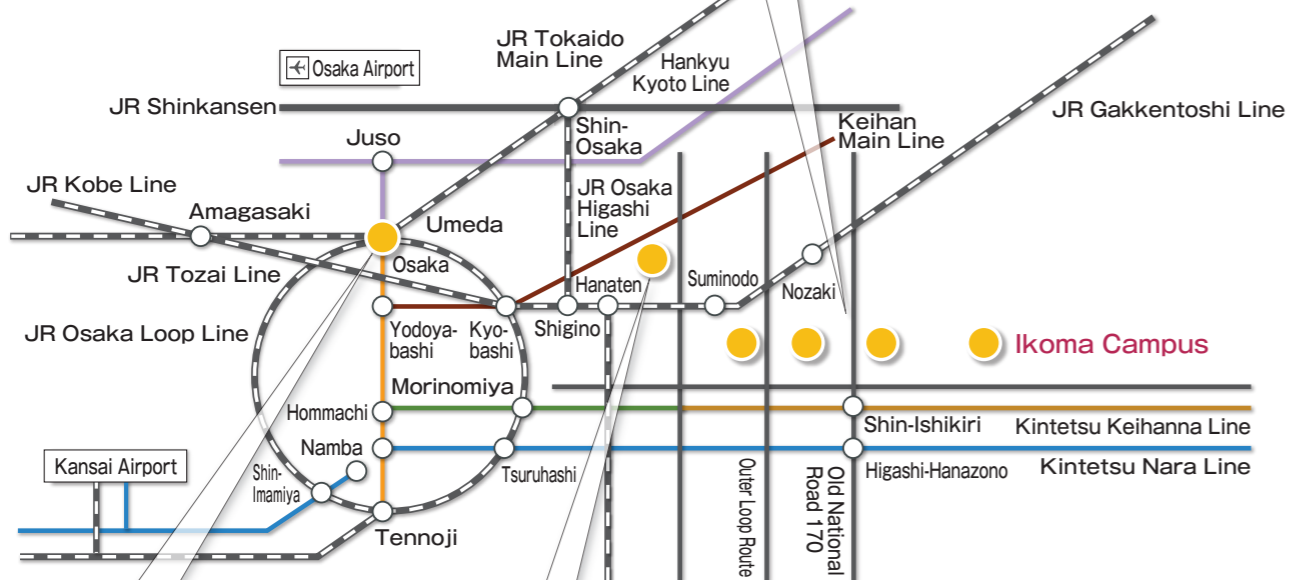 JR Tokaido
Main Line
Osaka Airport
Hankyu
Kyoto Line
JR Shinkansen
JR Gakkentoshi Line
Shin-
Osaka
Keihan
Main Line
Juso
JR Kobe Line
JR Osaka
Higashi
Line
Amagasaki
Umeda
Osaka
JR Tozai Line
Hanaten
Suminodo
Nozaki
JR Osaka Loop Line
Yodoya-
bashi
Kyo-
bashi
Shigino
Ikoma Campus
Morinomiya
Hommachi
Shin-Ishikiri
Kintetsu Keihanna Line
Namba
Kansai Airport
Shin-
Imamiya
Tsuruhashi
Higashi-Hanazono
Kintetsu Nara Line
Outer Loop Route
Old National
Road 170
Tennoji